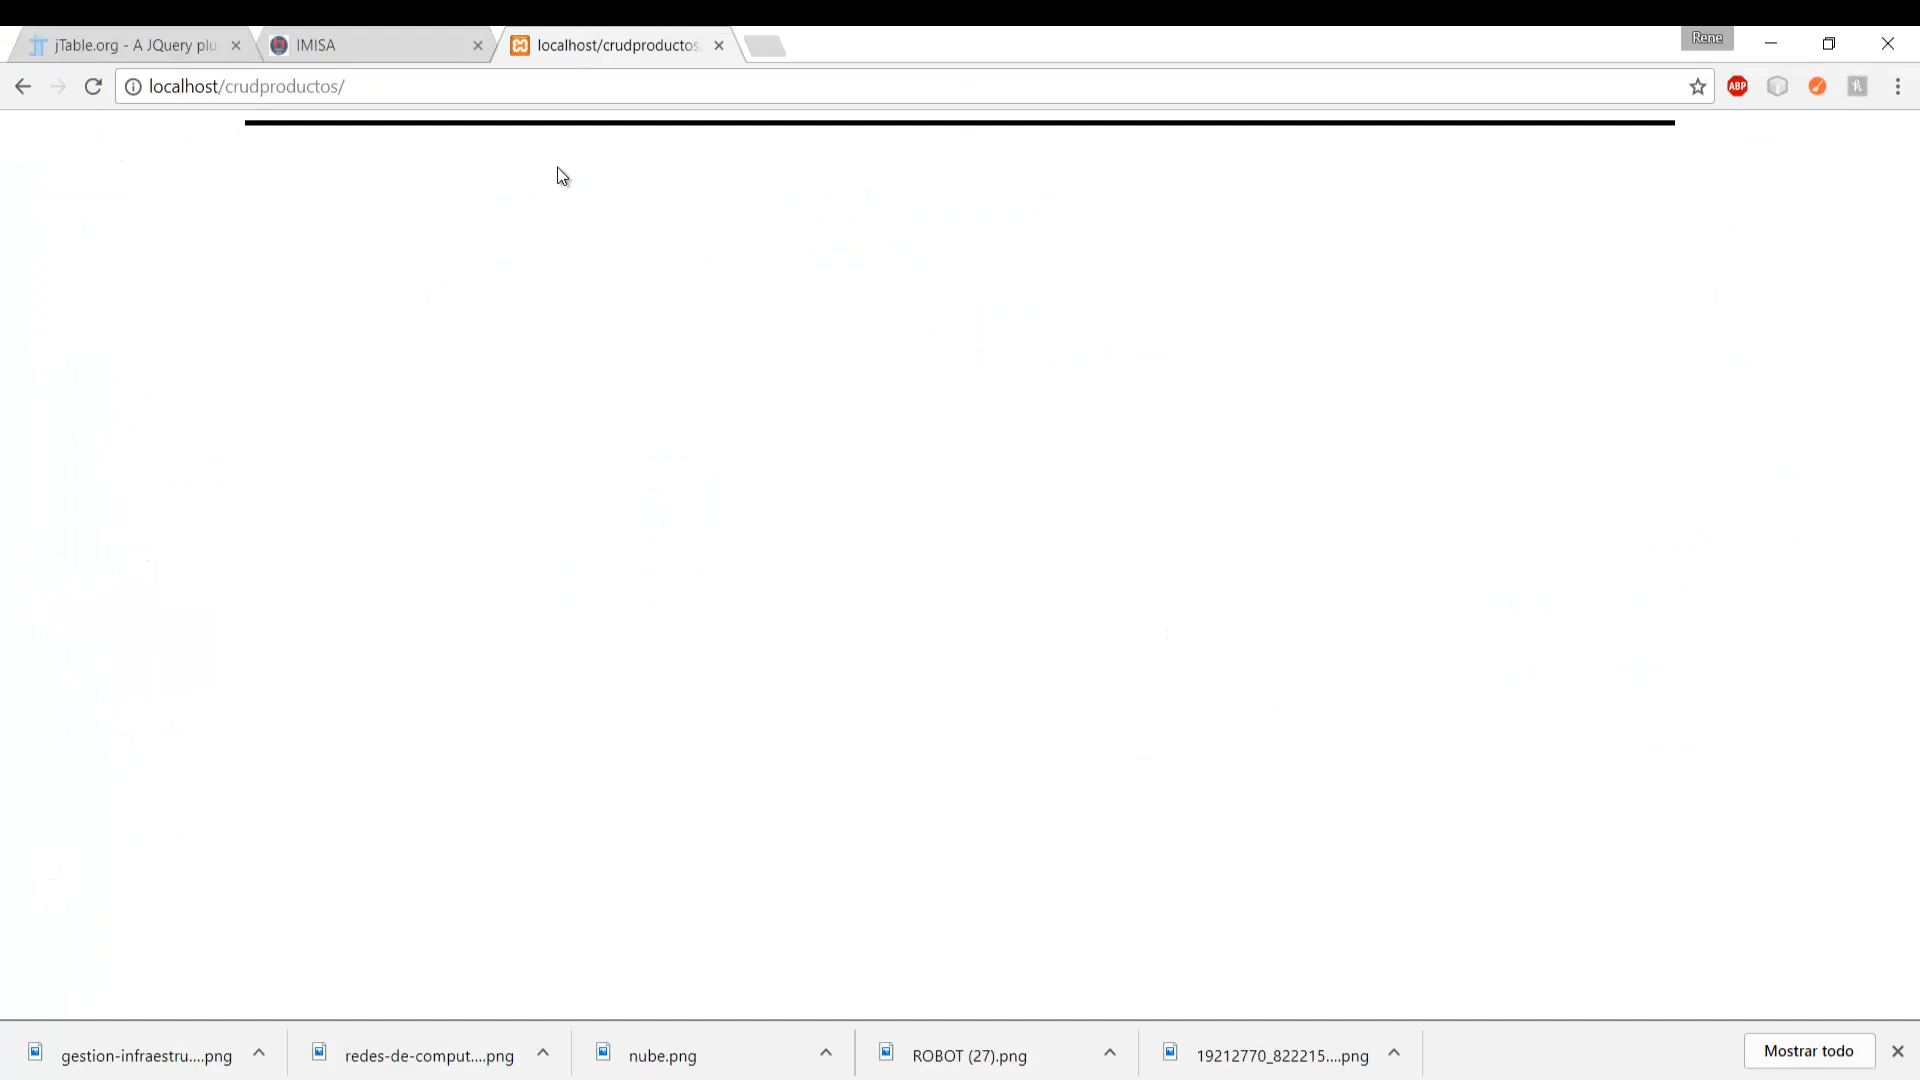 jTable.org - A JQuery plu
IMISA
localhost/crudproductos
Rene
localhost/crudproductos/
ABP
gestion-infraestru....png
redes-de-comput....png
nube.png
ROBOT (27).png
19212770_822215....png
Mostrar todo